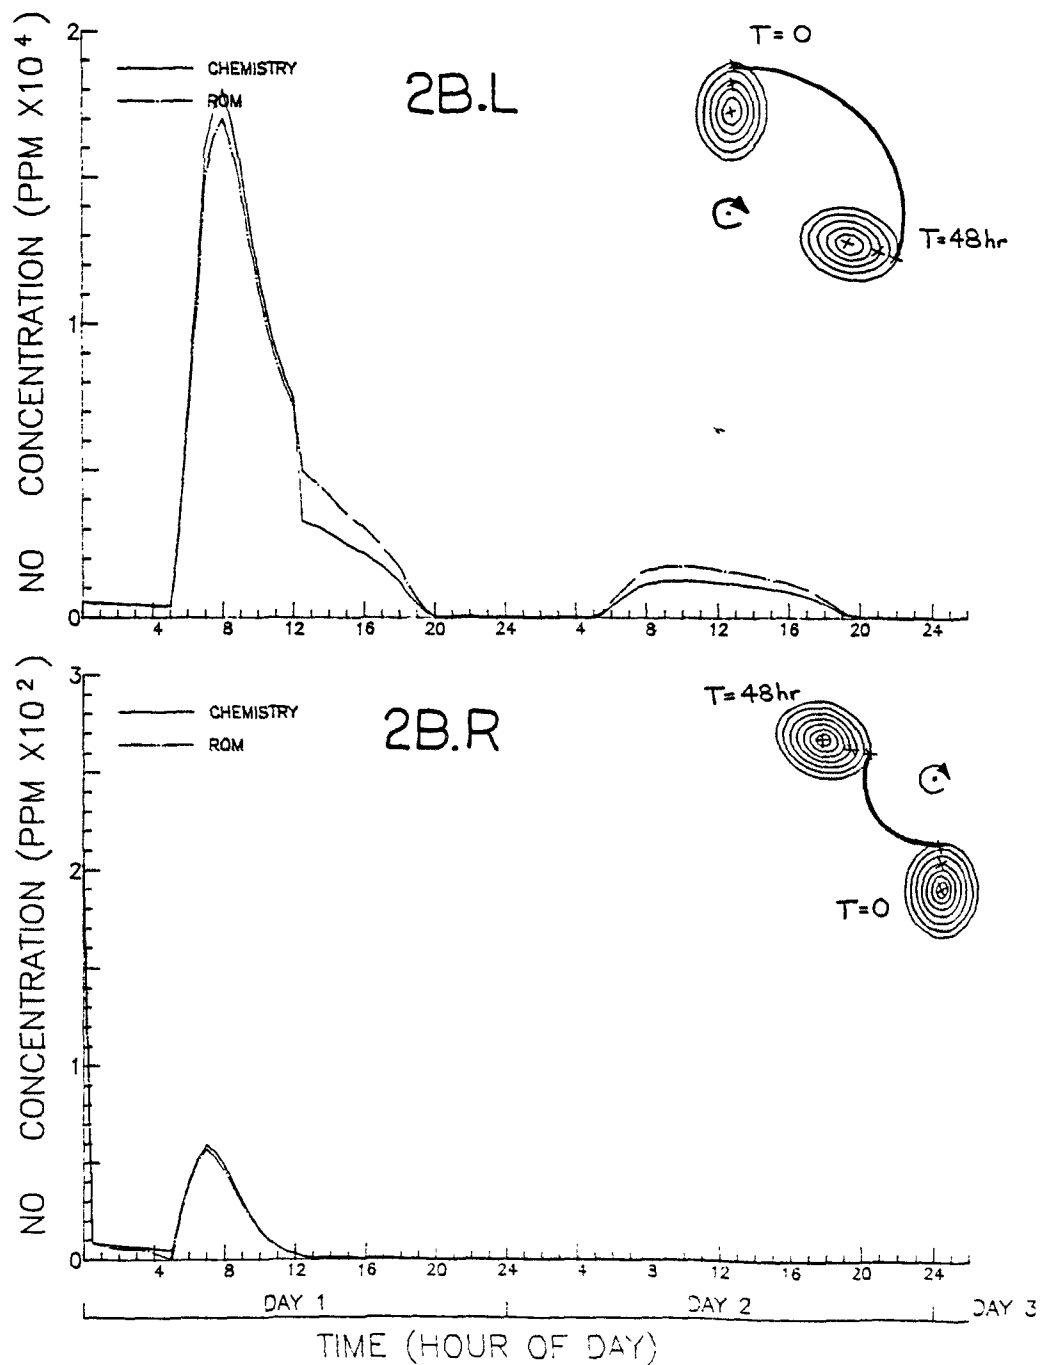 NO CONCENTRATION (PPM X10⁴)
2
1
0
CHEMISTRY
ROM
2B.L
T=0
T=48hr
4 8 12 16 20 24 4 8 12 16 20 24
NO CONCENTRATION (PPM X10²)
3
2
1
0
CHEMISTRY
ROM
2B.R
T=48hr
T=0
4 8 12 16 20 24 4 8 12 16 20 24
DAY 1 DAY 2 DAY 3
TIME (HOUR OF DAY)